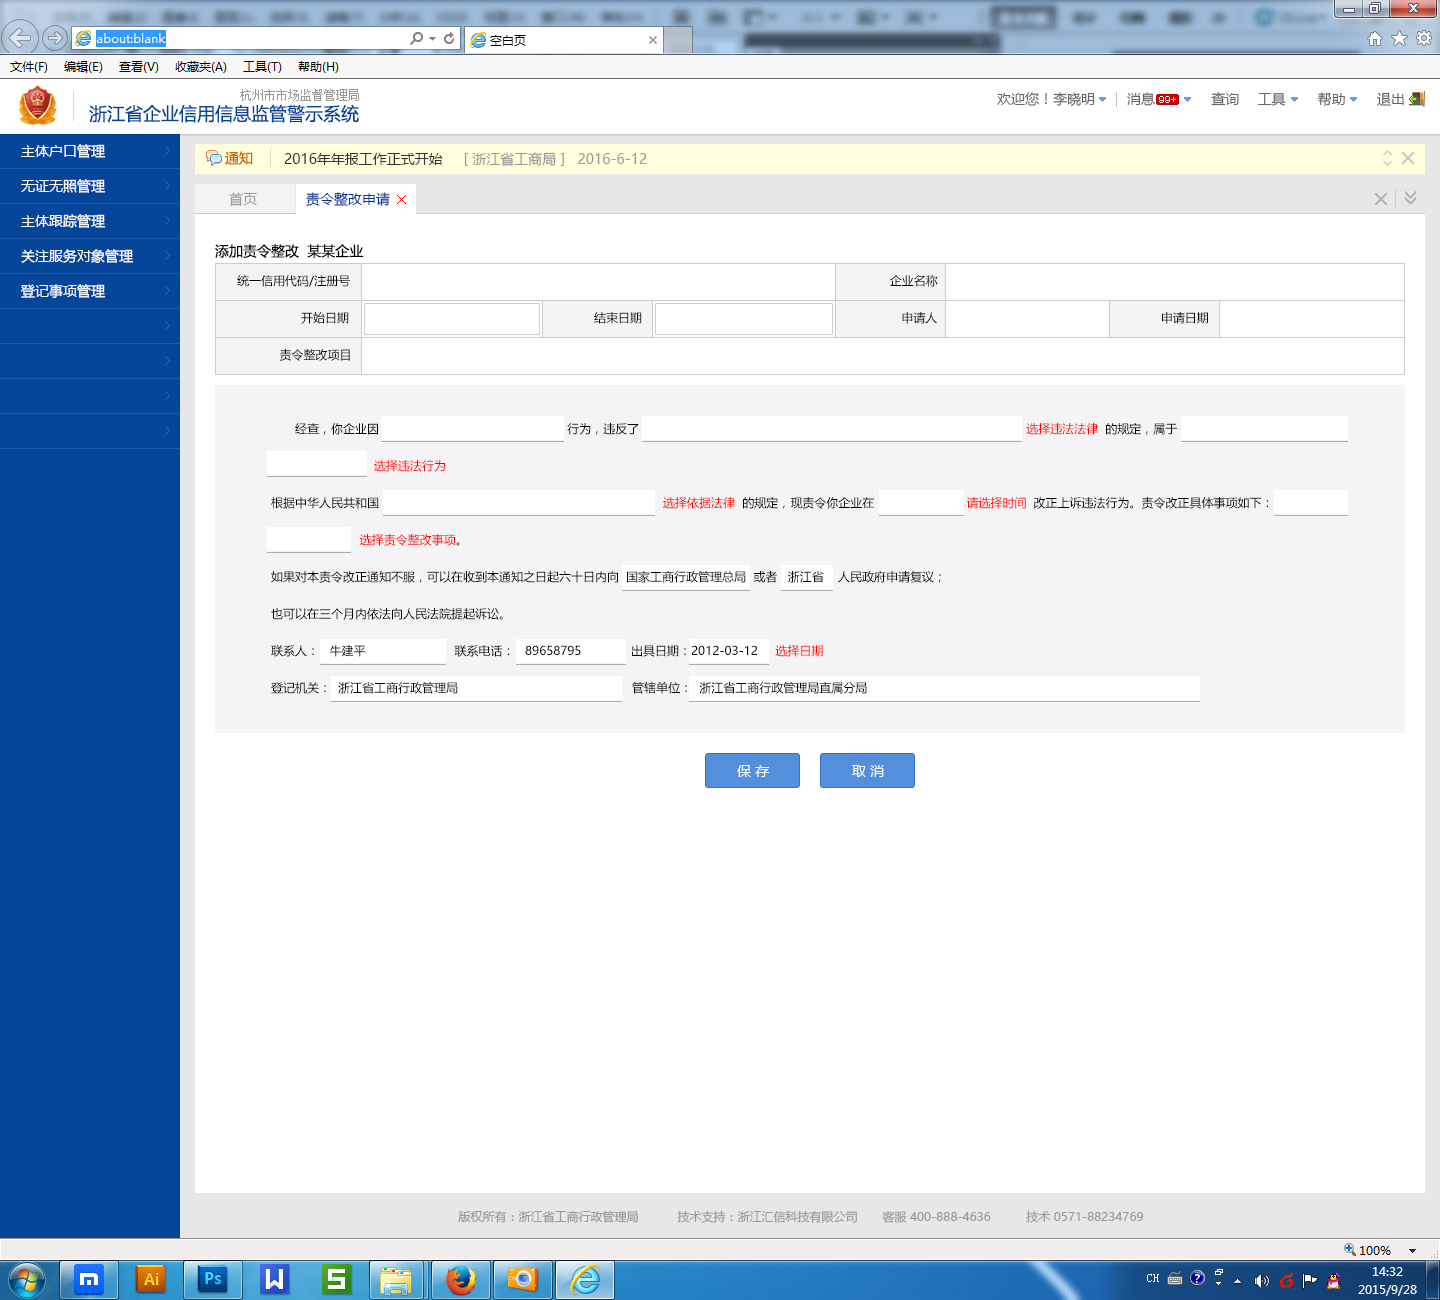 about:blank
空白页
文件(F) 编辑(E) 查看(V) 收藏夹(A) 工具(T) 帮助(H)
杭州市市场监督管理局
浙江省企业信用信息监管警示系统
欢迎您！李晓明 消息 99+ 查询 工具 帮助 退出
主体户口管理
无证无照管理
主体跟踪管理
关注服务对象管理
登记事项管理
通知 2016年年报工作正式开始 [ 浙江省工商局 ] 2016-6-12
首页 责令整改申请
添加责令整改 某某企业
统一信用代码/注册号 企业名称
开始日期 结束日期 申请人 申请日期
责令整改项目
经查，你企业因 行为，违反了 选择违法法律 的规定，属于
选择违法行为
根据中华人民共和国 选择依据法律 的规定，现责令你企业在 请选择时间 改正上诉违法行为。责令改正具体事项如下：
选择责令整改事项。
如果对本责令改正通知不服，可以在收到本通知之日起六十日内向 国家工商行政管理总局 或者 浙江省 人民政府申请复议；
也可以在三个月内依法向人民法院提起诉讼。
联系人： 牛建平 联系电话： 89658795 出具日期：2012-03-12 选择日期
登记机关： 浙江省工商行政管理局 管辖单位： 浙江省工商行政管理局直属分局
保 存 取 消
版权所有：浙江省工商行政管理局 技术支持：浙江汇信科技有限公司 客服 400-888-4636 技术 0571-88234769
100%
m Ai Ps W S
CH
14:32
2015/9/28